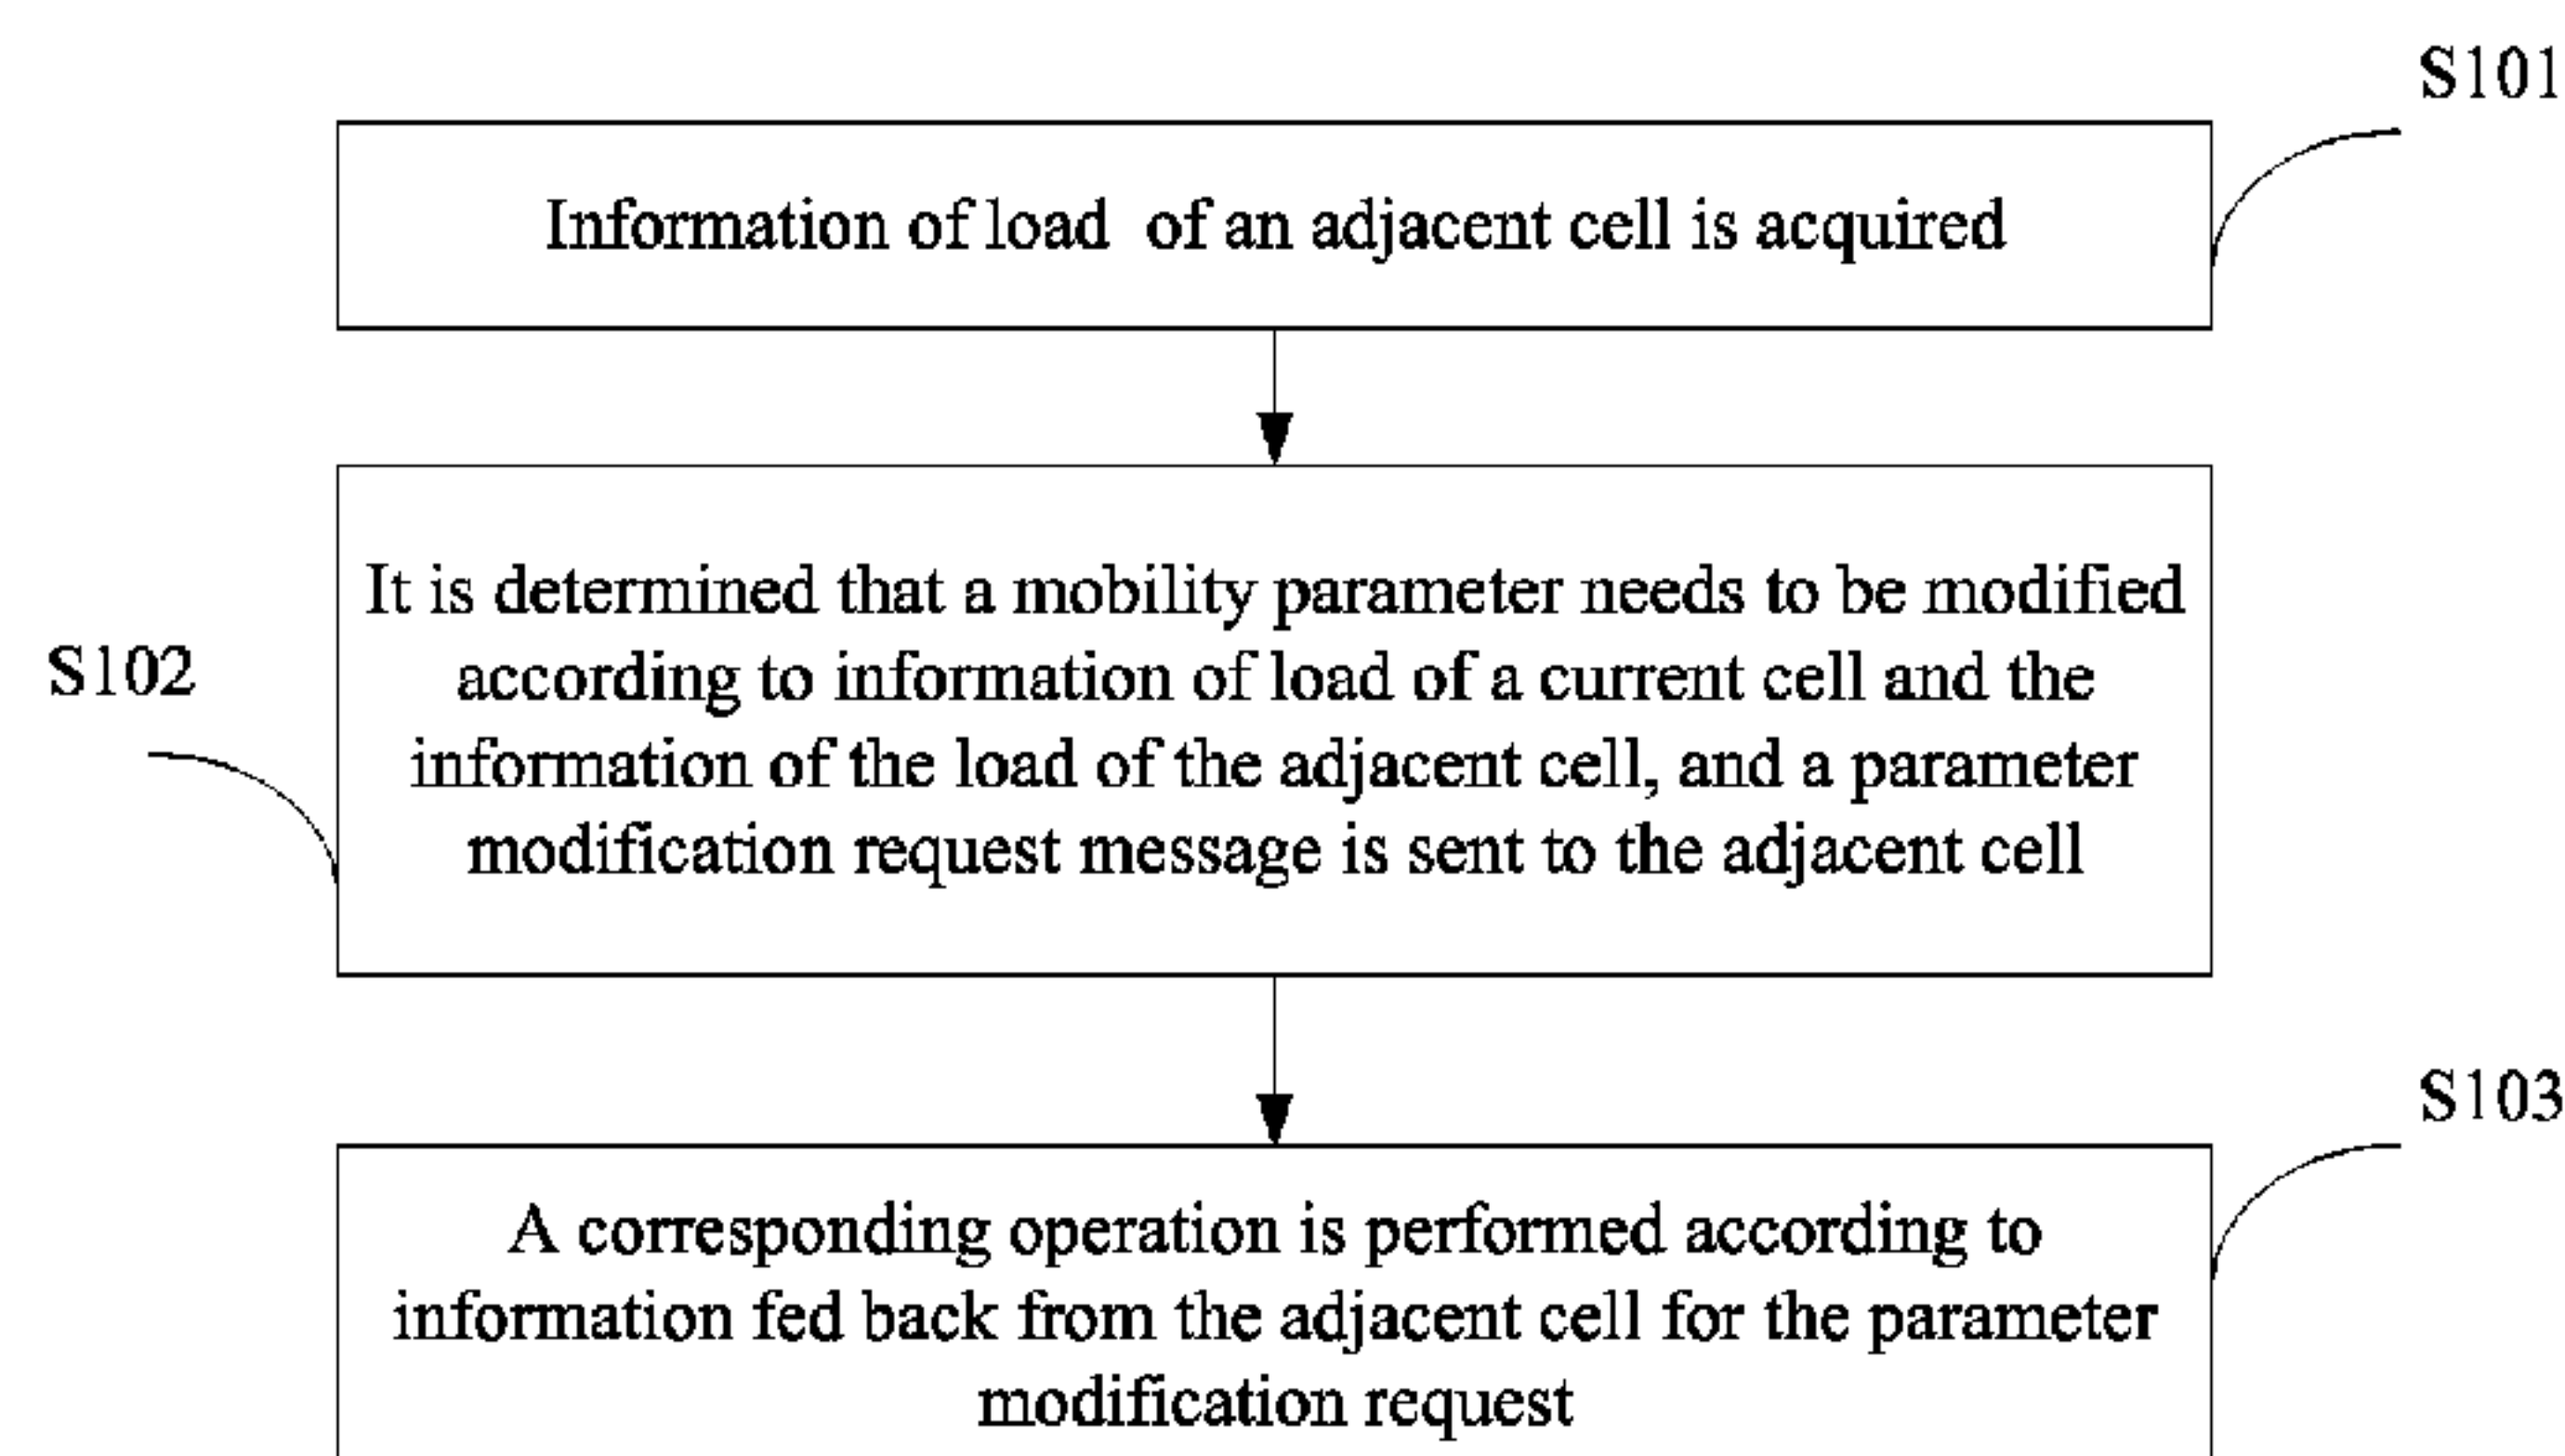 S101
Information of load of an adjacent cell is acquired
It is determined that a mobility parameter needs to be modified
according to information of load of a current cell and the
information of the load of the adjacent cell, and a parameter
modification request message is sent to the adjacent cell
S102
S103
A corresponding operation is performed according to
information fed back from the adjacent cell for the parameter
modification request